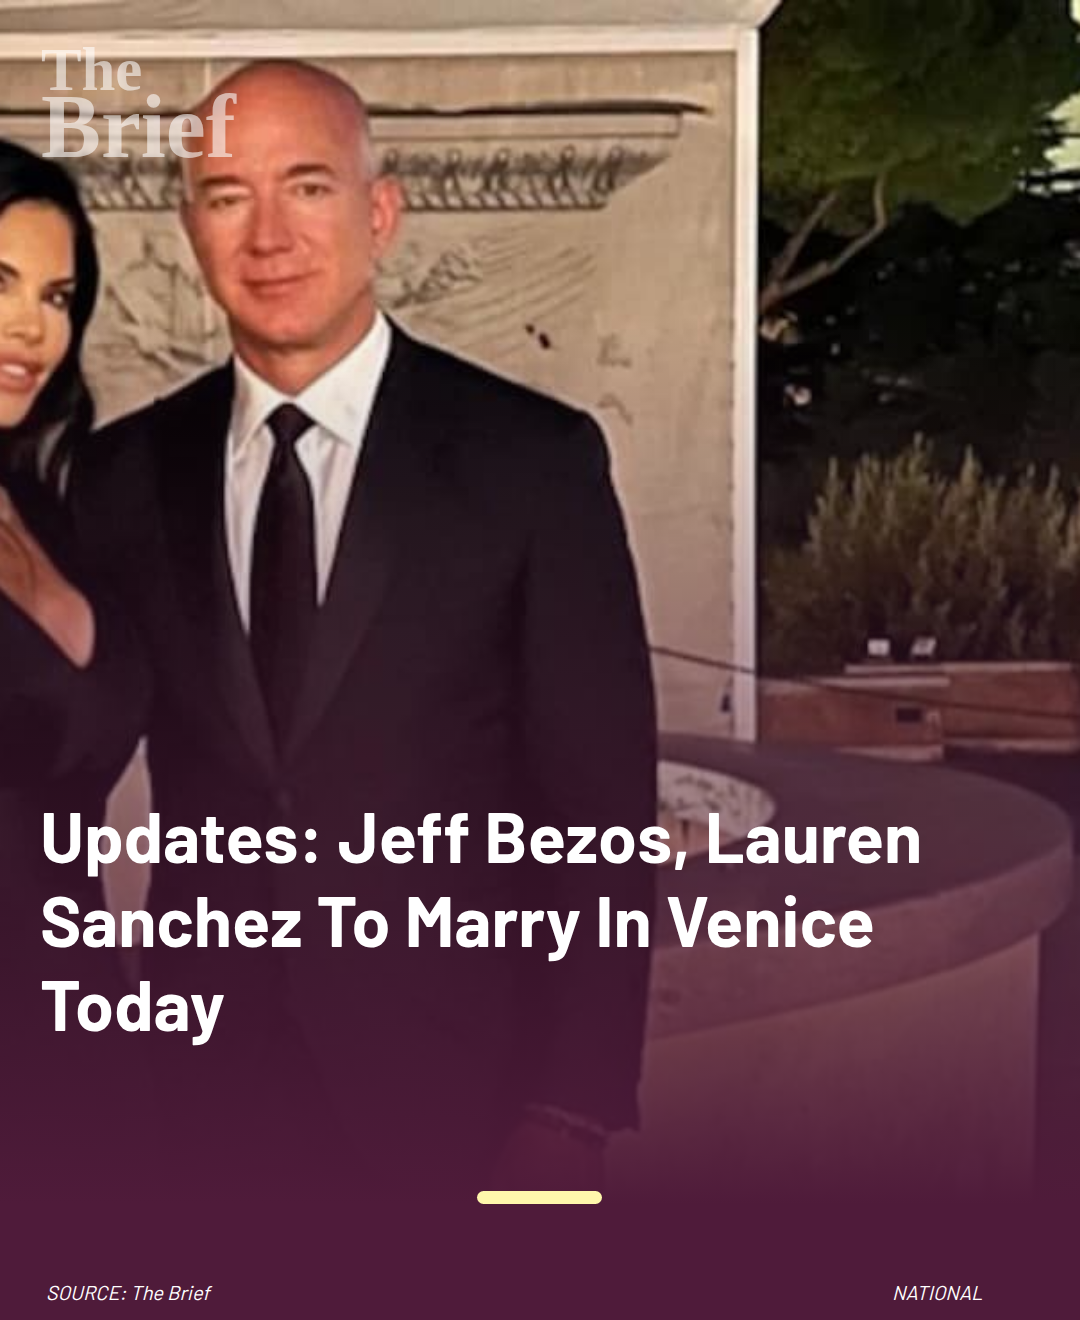 The
Brief
Updates: Jeff Bezos, Lauren
Sanchez To Marry In Venice
Today
SOURCE: The Brief
NATIONAL